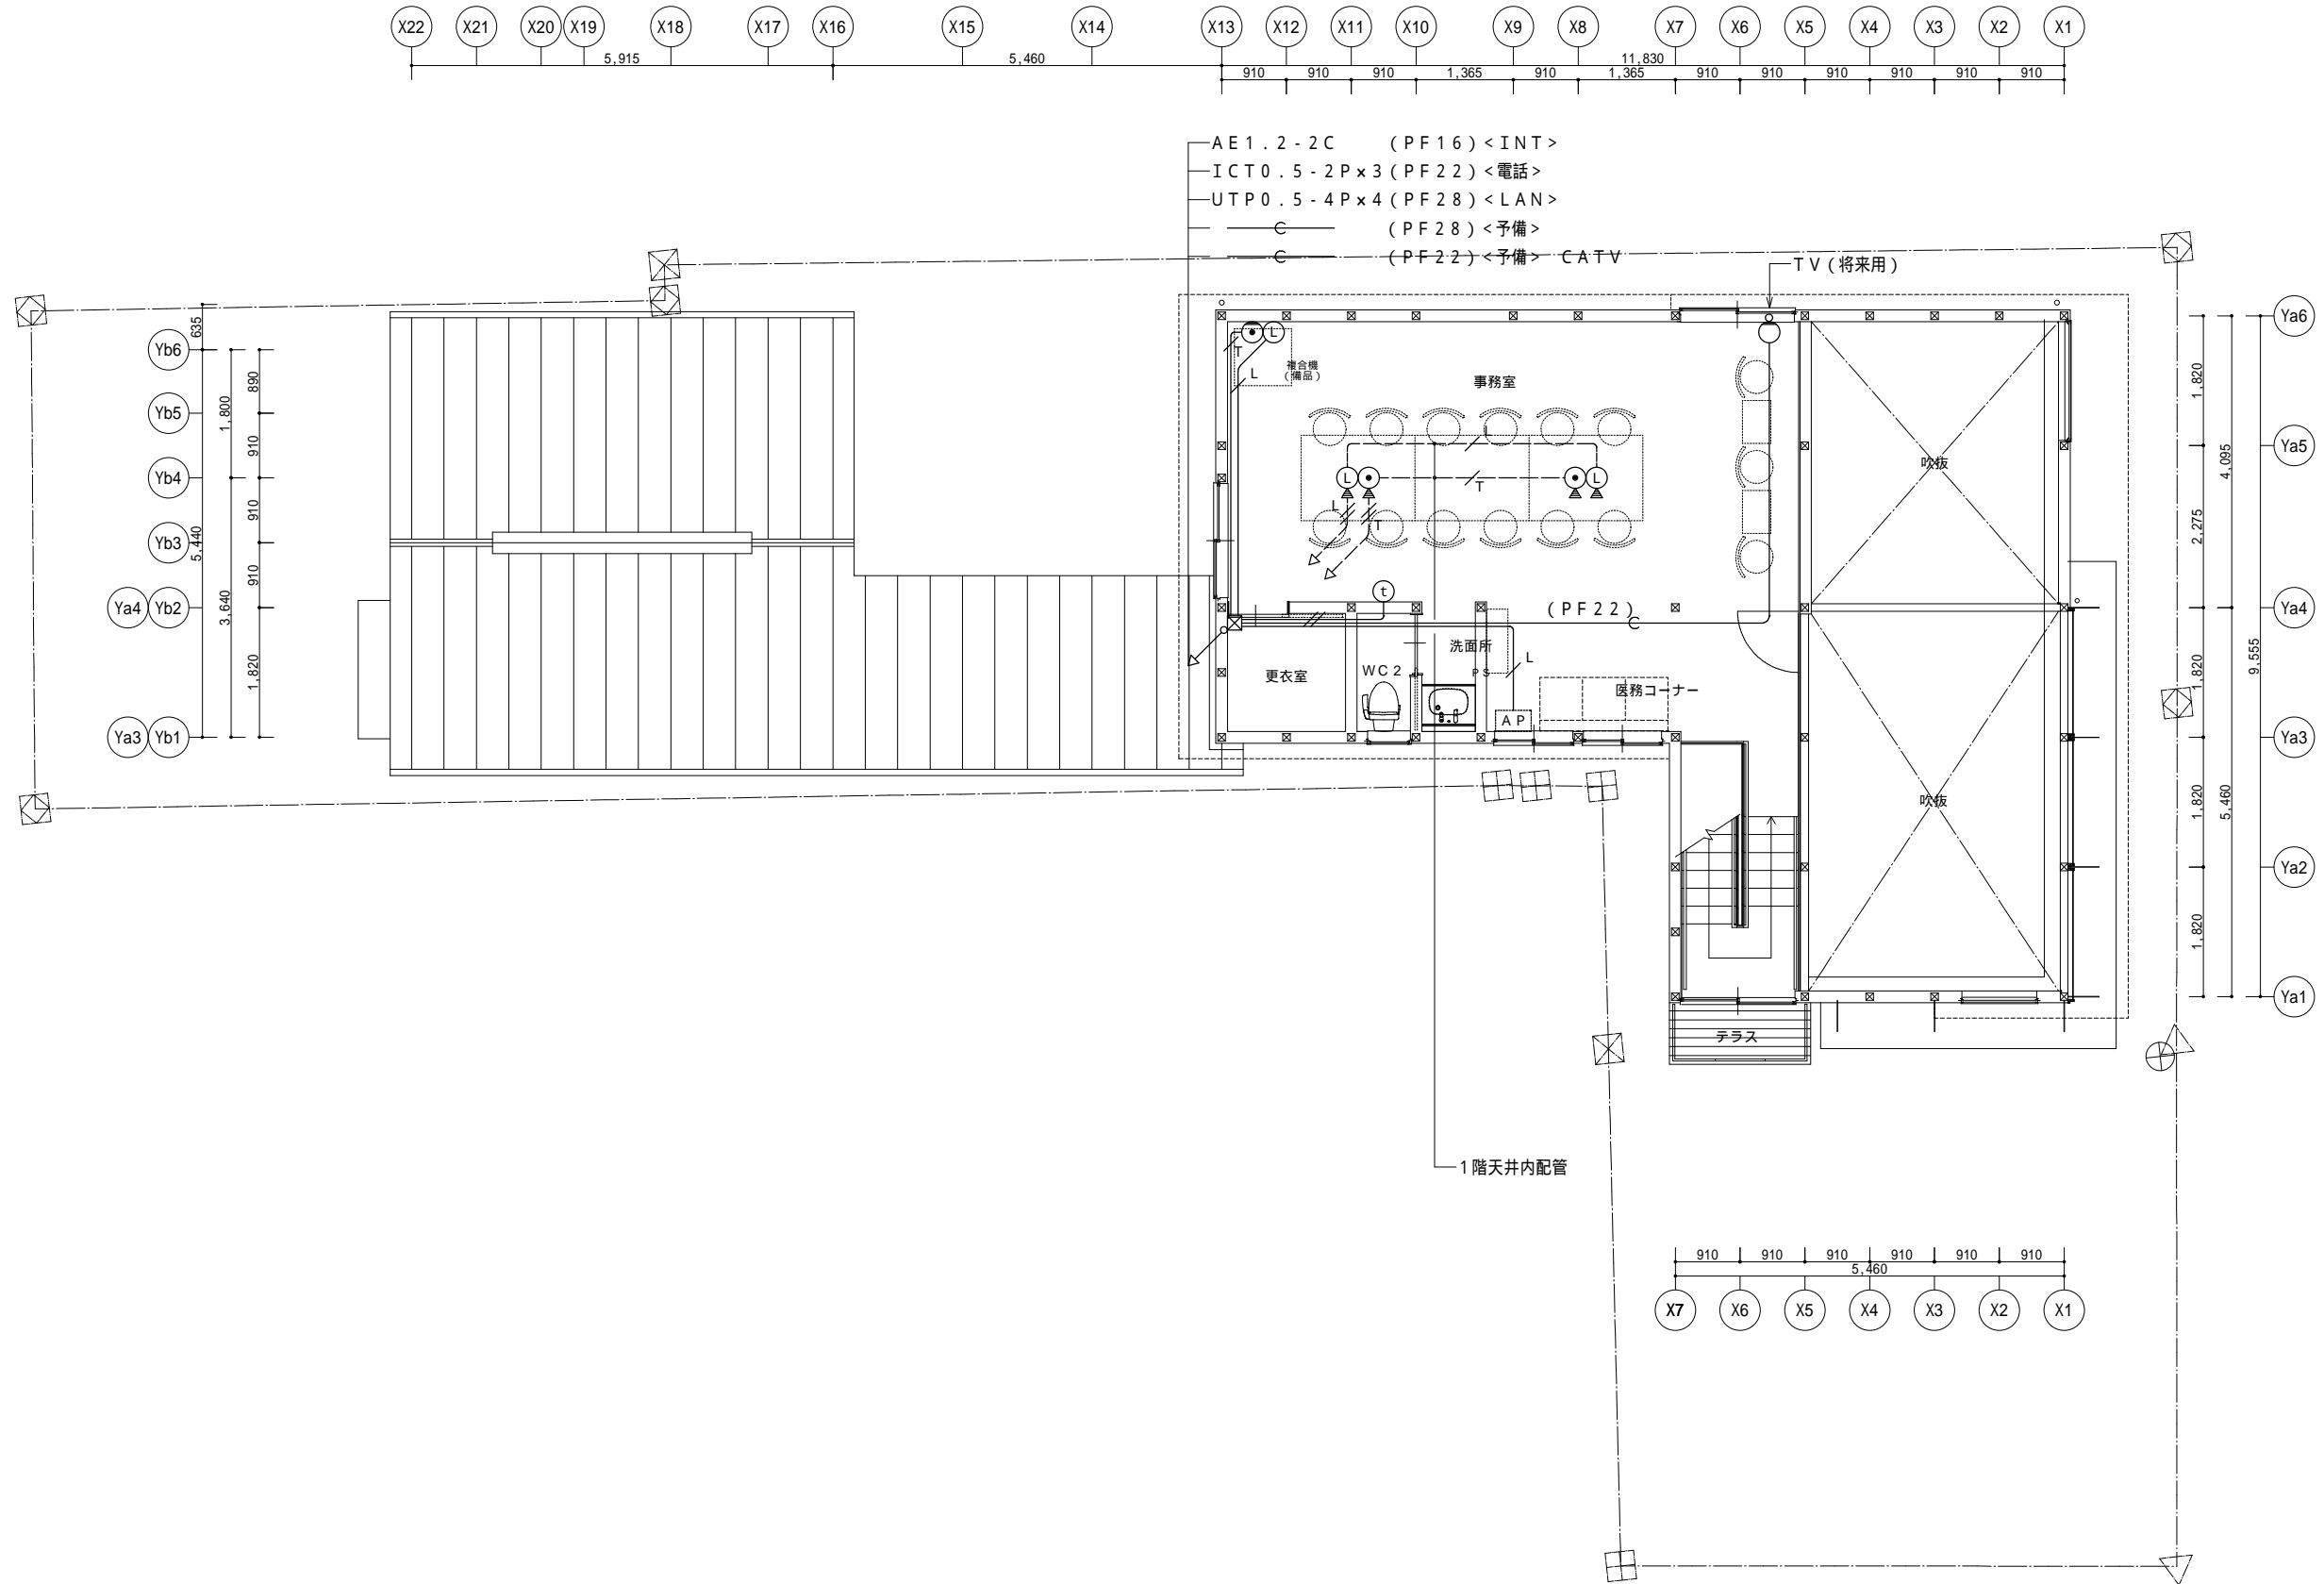 X22 X21 X20 X19 X18 X17 X16 X15 X14 X13 X12 X11 X10 X9 X8 X7 X6 X5 X4 X3 X2 X1
5,915 5,460 11,830
910 910 910 1,365 910 1,365 910 910 910 910 910 910
AE1.2-2C (PF16)<INT>
ICT0.5-2P×3(PF22)<電話>
UTP0.5-4P×4(PF28)<LAN>
(PF28)<予備>
(PF22)<予備> CATV
TV(将来用)
Yb6
Yb5
Yb4
Yb3
Ya4 Yb2
Ya3 Yb1
635
5,440
1,800
3,640
890
910
910
910
1,820
Ya6
Ya5
Ya4
Ya3
Ya2
Ya1
1,820
2,275
1,820
1,820
1,820
4,095
5,460
9,555
L
T
L
複合機
(備品)
事務室
L
L
L
T
L
T
吹抜
t
(PF22)
更衣室
WC2
洗面所
PS
L
AP
医務コーナー
吹抜
テラス
1階天井内配管
910 910 910 910 910 910
5,460
X7 X6 X5 X4 X3 X2 X1